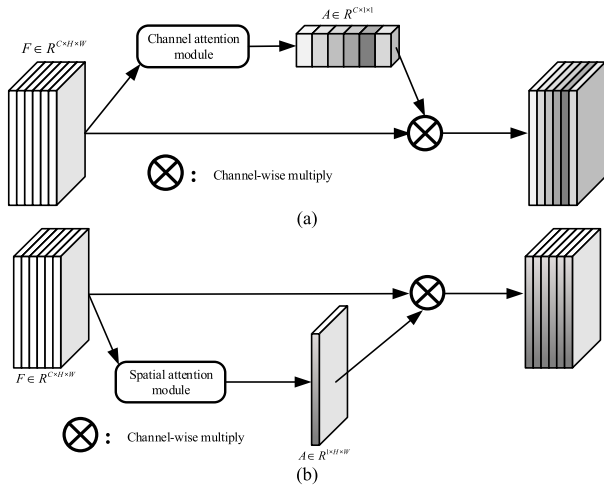 A ∈ R^{C×1×1}
F ∈ R^{C×H×W}
Channel attention
module
: Channel-wise multiply
(a)
F ∈ R^{C×H×W}
Spatial attention
module
: Channel-wise multiply
A ∈ R^{1×H×W}
(b)